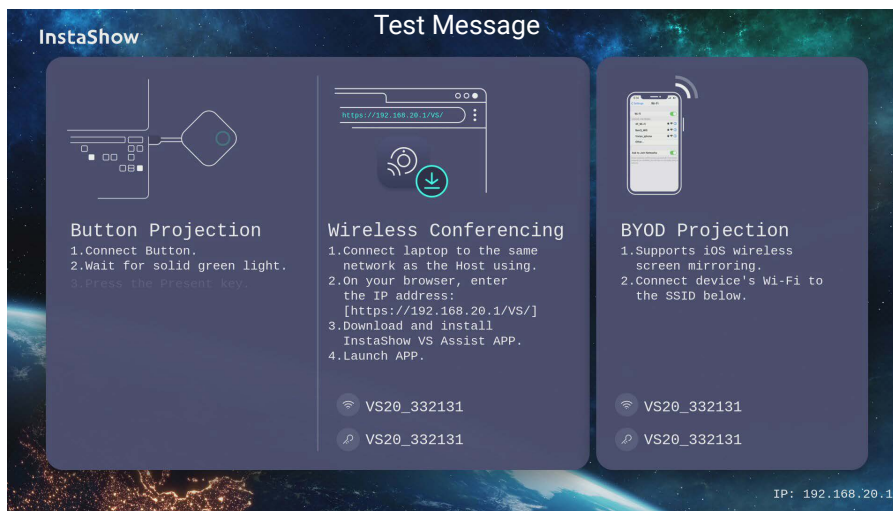 Test Message
InstaShow
https://192.168.20.1/VS/
Button Projection
1.Connect Button.
2.Wait for solid green light.
3.Press the Present key.
Wireless Conferencing
1.Connect laptop to the same
network as the Host using.
2.On your browser, enter
the IP address:
[https://192.168.20.1/VS/]
3.Download and install
InstaShow VS Assist APP.
4.Launch APP.
VS20_332131
VS20_332131
Wi-Fi
BYOD Projection
1.Supports iOS wireless
screen mirroring.
2.Connect device's Wi-Fi to
the SSID below.
VS20_332131
VS20_332131
IP: 192.168.20.1